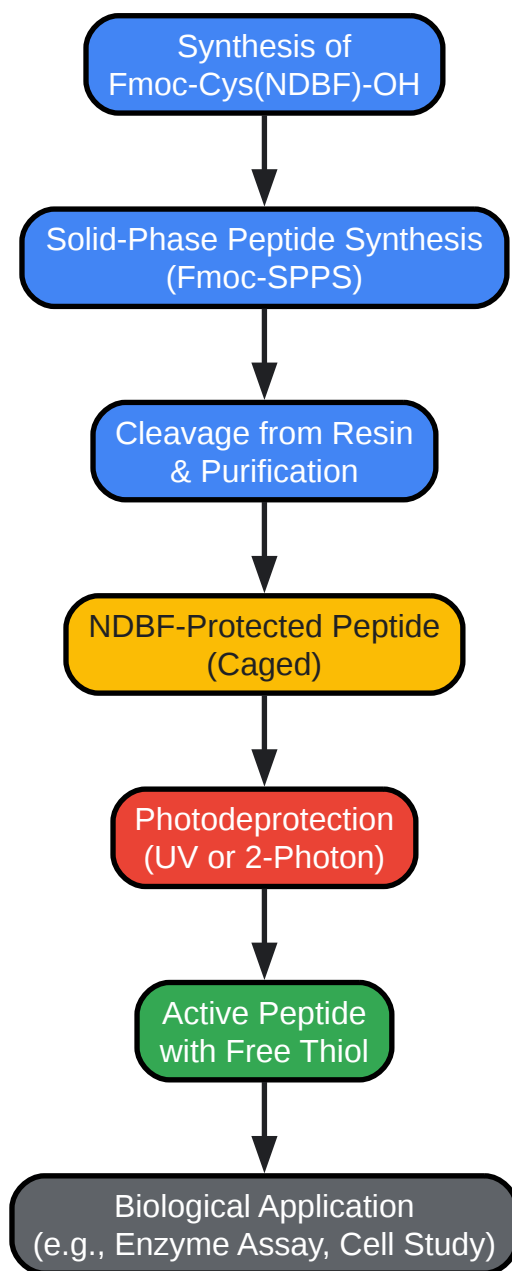 Synthesis of
Fmoc-Cys(NDBF)-OH
Solid-Phase Peptide Synthesis
(Fmoc-SPPS)
Cleavage from Resin
& Purification
NDBF-Protected Peptide
(Caged)
Photodeprotection
(UV or 2-Photon)
Active Peptide
with Free Thiol
Biological Application
(e.g., Enzyme Assay, Cell Study)